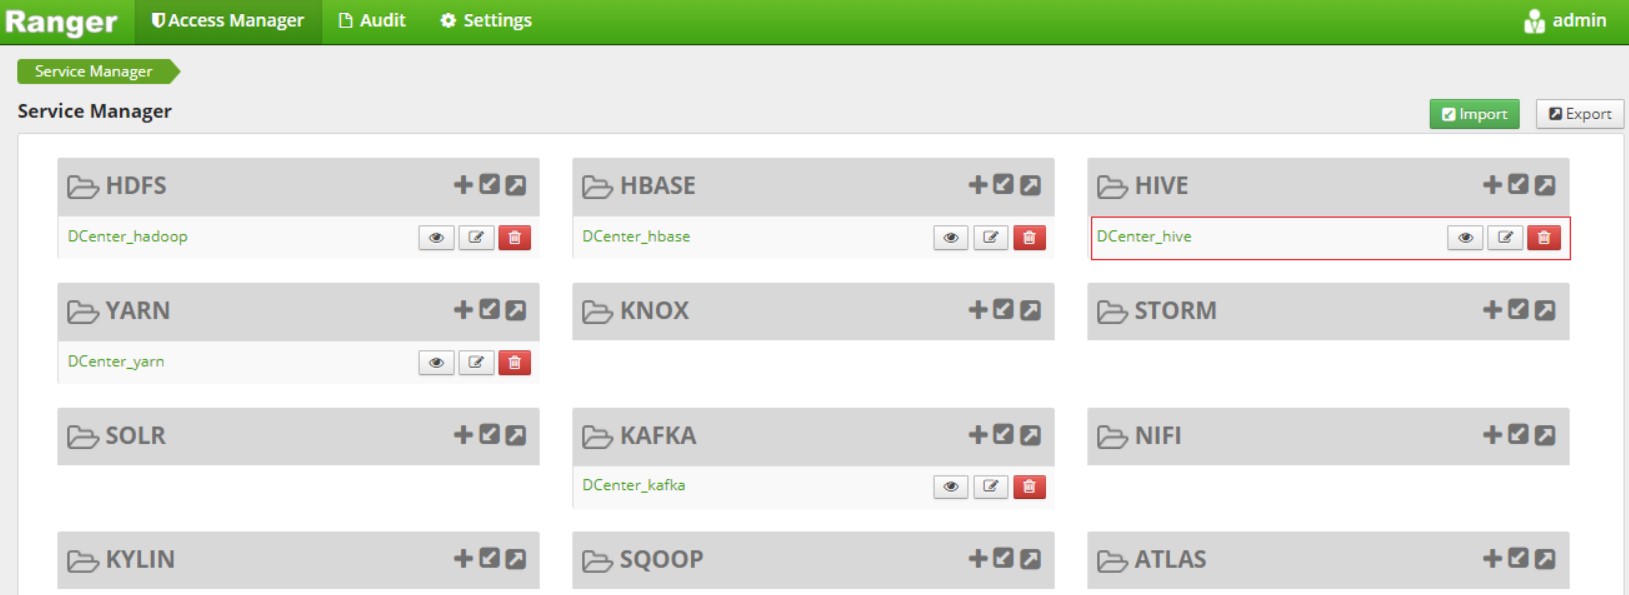 Ranger Access Manager Audit Settings admin
Service Manager
Service Manager Import Export
HDFS HBASE HIVE
DCenter_hadoop DCenter_hbase DCenter_hive
YARN KNOX STORM
DCenter_yarn
SOLR KAFKA NIFI
DCenter_kafka
KYLIN SQOOP ATLAS